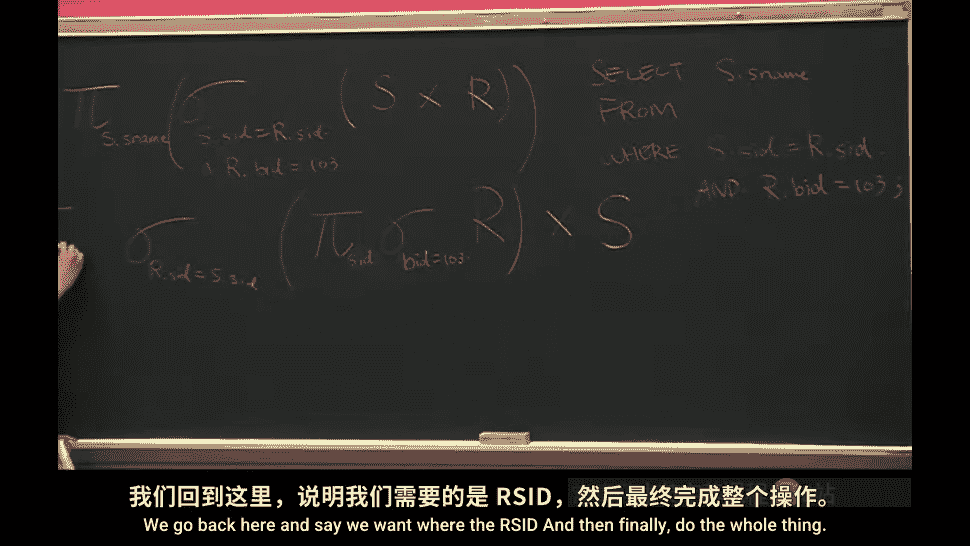 π S.sname (σ S.sid=R.sid ∧ R.bid=103 (S × R))
σ R.sid=S.sid (π sid σ bid=103 R) × S
SELECT S.sname
FROM
WHERE S.sid=R.sid
AND R.bid=103;
我们回到这里，说明我们需要的是 RSID，然后最终完成整个操作。
We go back here and say we want where the RSID And then finally, do the whole thing.